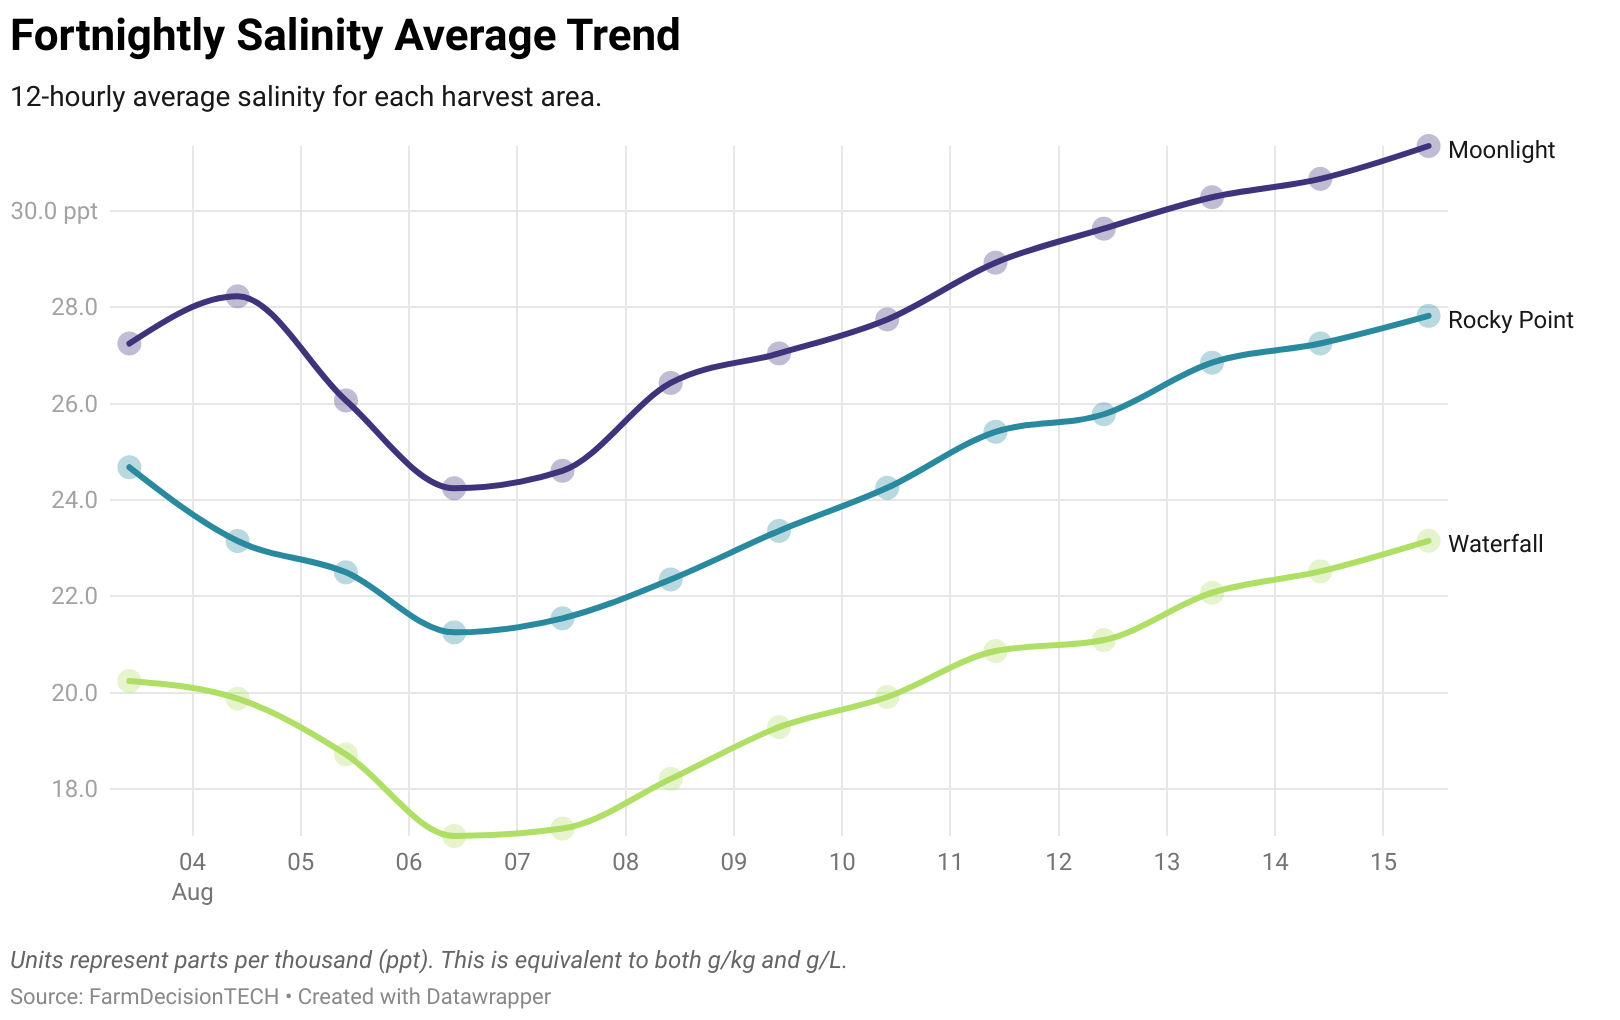 Fortnightly Salinity Average Trend
12-hourly average salinity for each harvest area.
Moonlight
30.0 ppt
28.0
Rocky Point
26.0
24.0
Waterfall
22.0
20.0
18.0
04 05 06 07 08 09 10 11 12 13 14 15
Aug
Units represent parts per thousand (ppt). This is equivalent to both g/kg and g/L.
Source: FarmDecisionTECH • Created with Datawrapper